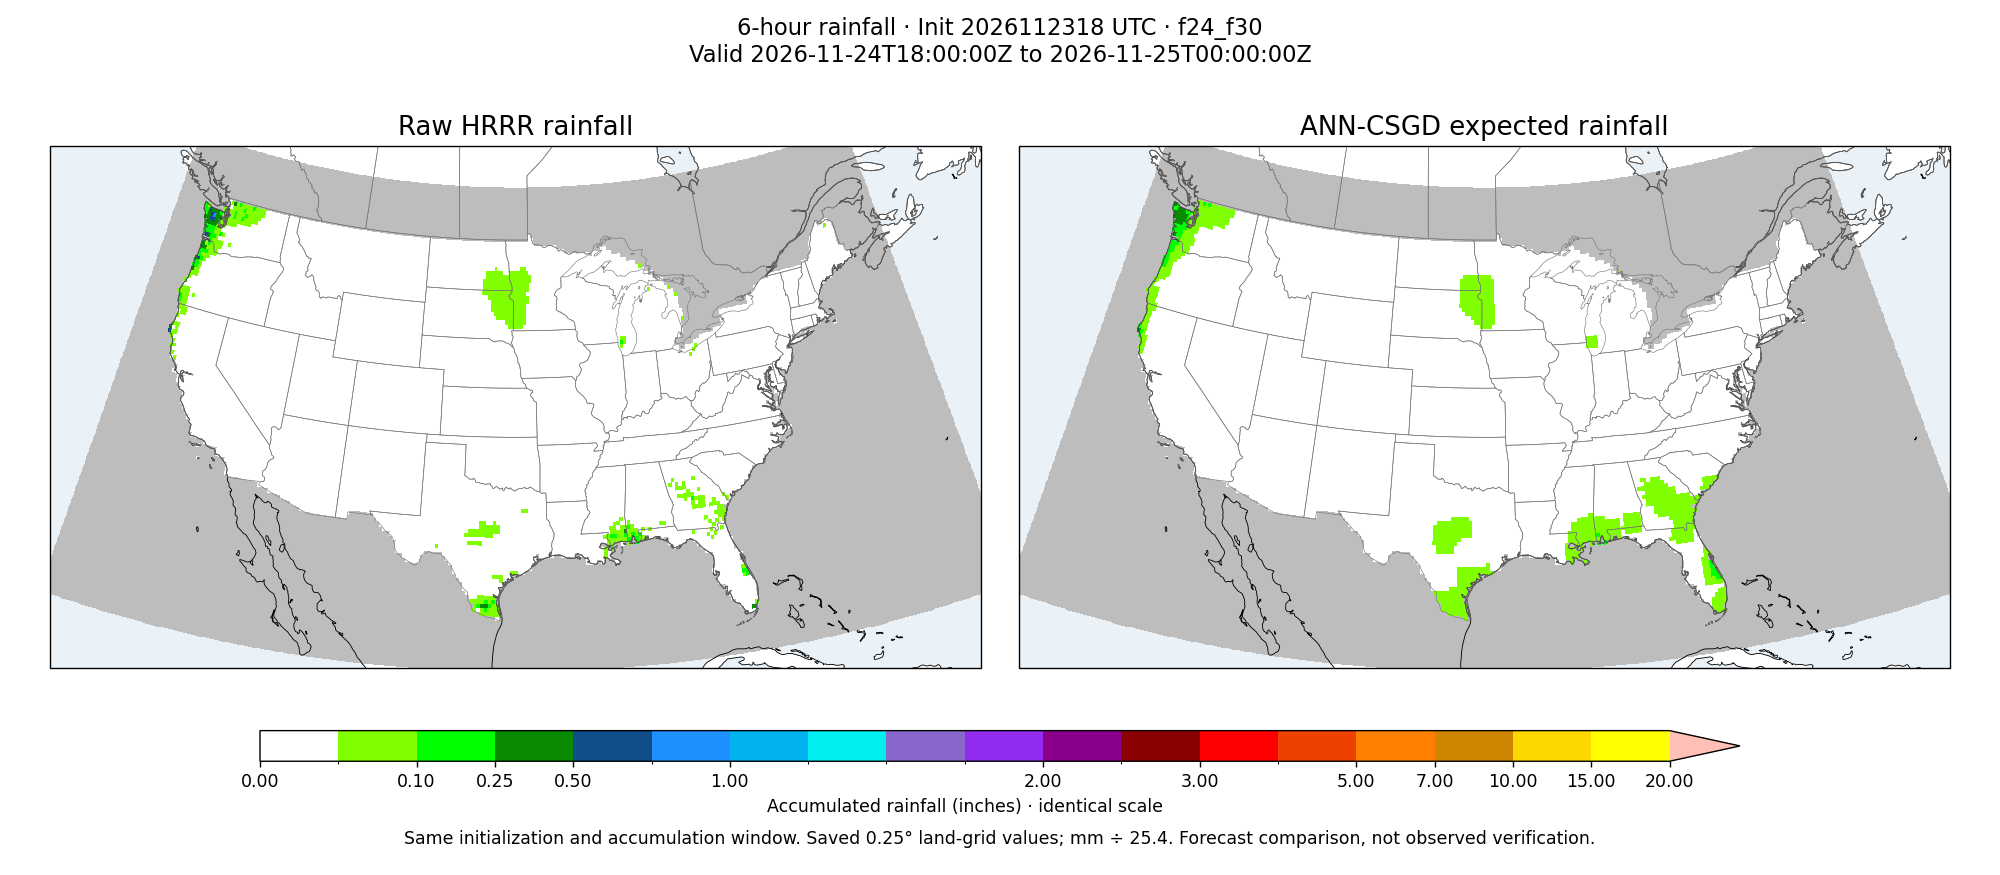 6-hour rainfall · Init 2026112318 UTC · f24_f30
Valid 2026-11-24T18:00:00Z to 2026-11-25T00:00:00Z
Raw HRRR rainfall
ANN-CSGD expected rainfall
0.00 0.10 0.25 0.50 1.00 2.00 3.00 5.00 7.00 10.00 15.00 20.00
Accumulated rainfall (inches) · identical scale
Same initialization and accumulation window. Saved 0.25° land-grid values; mm ÷ 25.4. Forecast comparison, not observed verification.